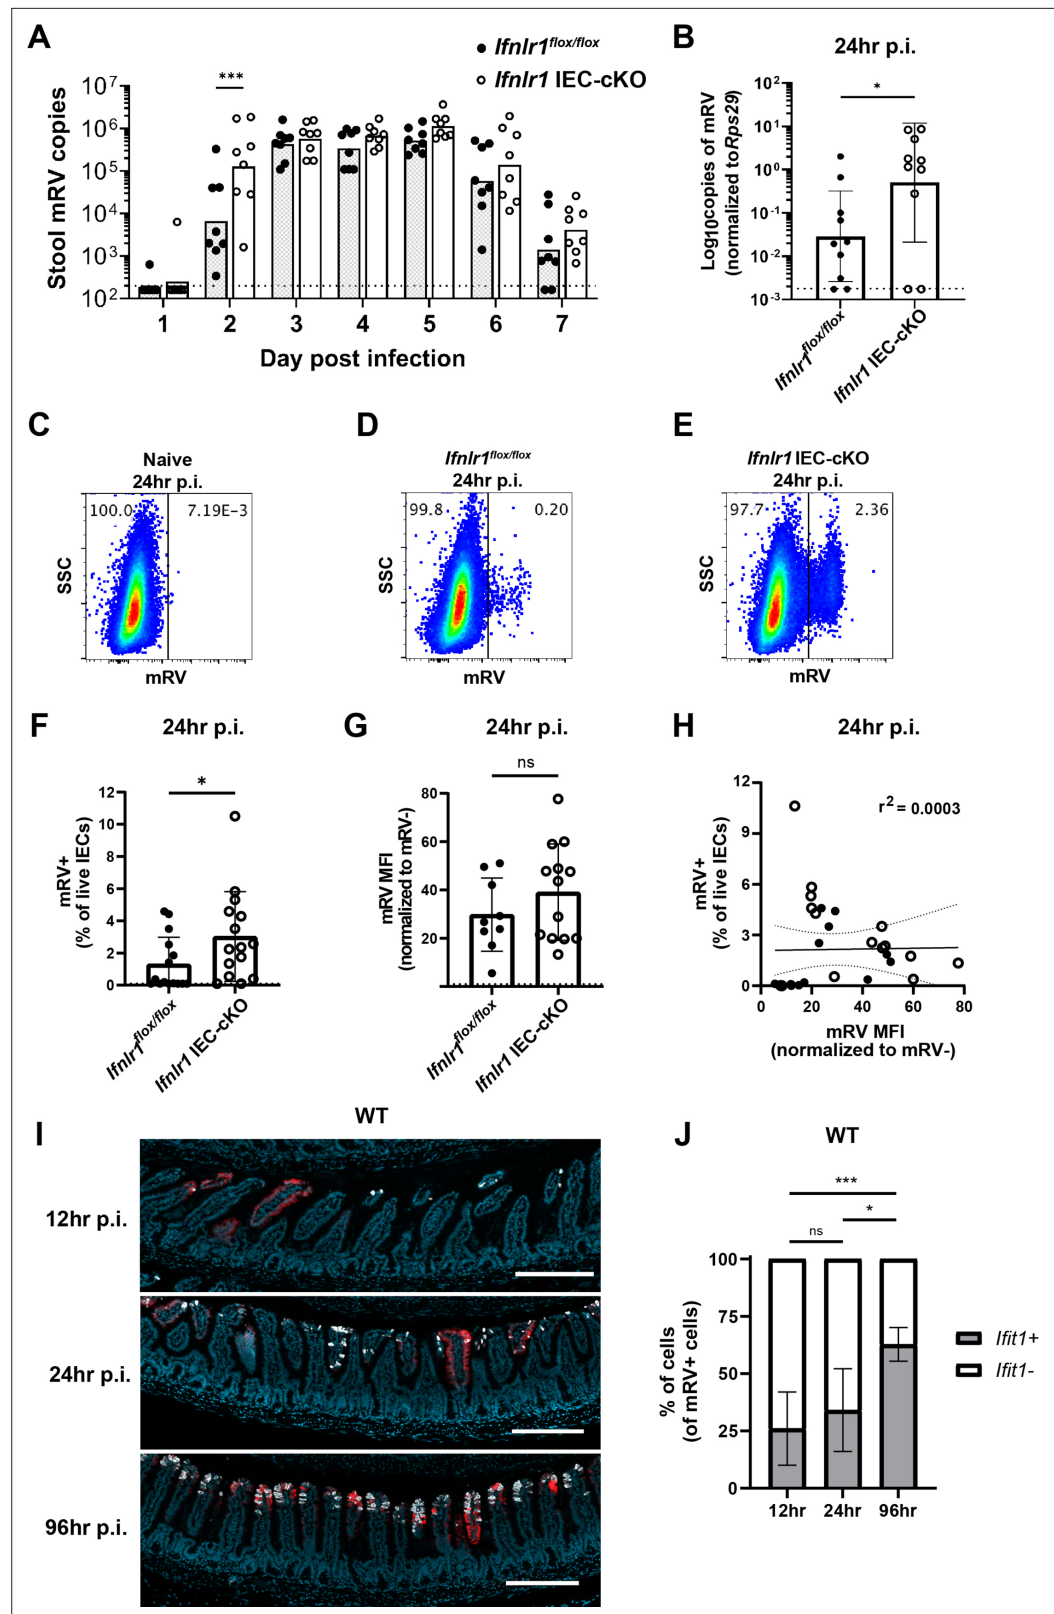 A
Ifnlr1flox/flox
Ifnlr1 IEC-cKO
***
Stool mRV copies
10^7
10^6
10^5
10^4
10^3
10^2
1 2 3 4 5 6 7
Day post infection
B
24hr p.i.
*
Log10copies of mRV
(normalized toRps29)
10^2
10^1
10^0
10^-1
10^-2
10^-3
Ifnlr1flox/flox
Ifnlr1 IEC-cKO
C
Naive
24hr p.i.
100.0 7.19E-3
SSC
mRV
D
Ifnlr1flox/flox
24hr p.i.
99.8 0.20
SSC
mRV
E
Ifnlr1 IEC-cKO
24hr p.i.
97.7 2.36
SSC
mRV
F
24hr p.i.
*
mRV+
(% of live IECs)
12
10
8
6
4
2
0
Ifnlr1flox/flox
Ifnlr1 IEC-cKO
G
24hr p.i.
ns
mRV MFI
(normalized to mRV-)
80
60
40
20
Ifnlr1flox/flox
Ifnlr1 IEC-cKO
H
24hr p.i.
r2 = 0.0003
mRV+
(% of live IECs)
12
9
6
3
0
0 20 40 60 80
mRV MFI
(normalized to mRV-)
I
WT
12hr p.i.
24hr p.i.
96hr p.i.
J
WT
***
*
ns
% of cells
(of mRV+ cells)
100
75
50
25
0
12hr 24hr 96hr
Ifit1+
Ifit1-